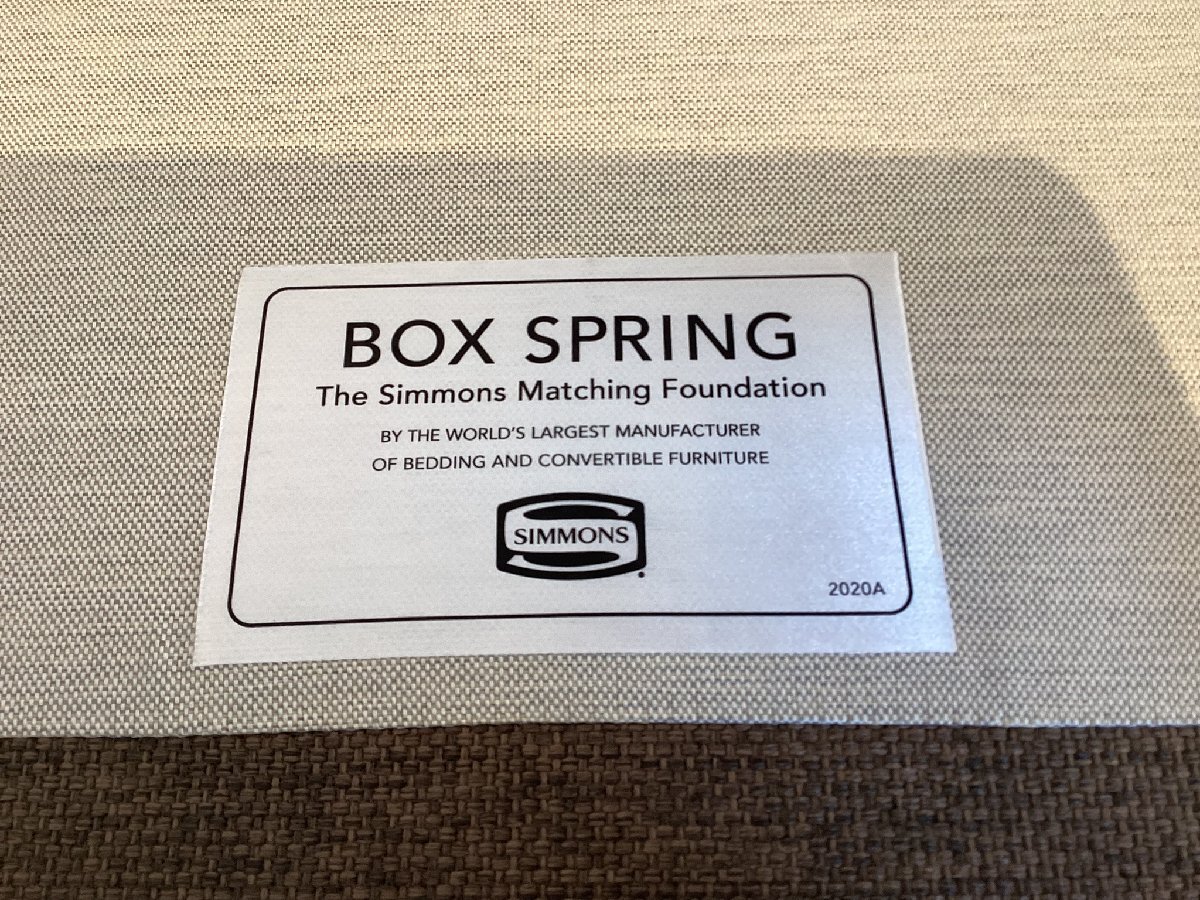 BOX SPRING
The Simmons Matching Foundation
BY THE WORLD'S LARGEST MANUFACTURER
OF BEDDING AND CONVERTIBLE FURNITURE
SIMMONS
2020A